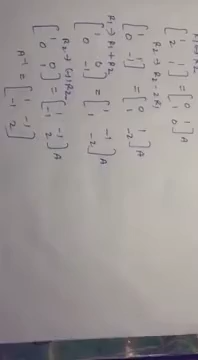 [1 1; 2 1] = [0 1; 1 0] A
R2 → R2 - 2R1
[1 1; 0 -1] = [0 1; 1 -2] A
R1 → R1 + R2
[1 0; 0 -1] = [1 -1; 1 -2] A
R2 → (-1) R2
[1 0; 0 1] = [1 -1; -1 2] A
A⁻¹ = [1 -1; -1 2]